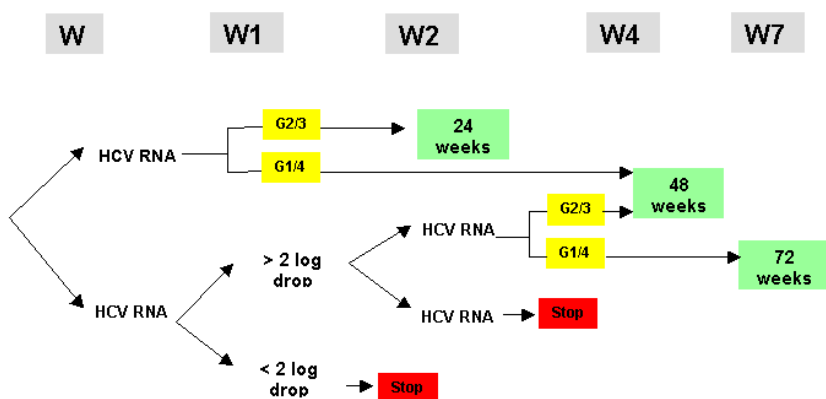 W W1 W2 W4 W7
G2/3
24
weeks
HCV RNA
G1/4
48
weeks
G2/3
HCV RNA
G1/4
> 2 log
drop
72
weeks
HCV RNA
HCV RNA
Stop
< 2 log
drop
Stop